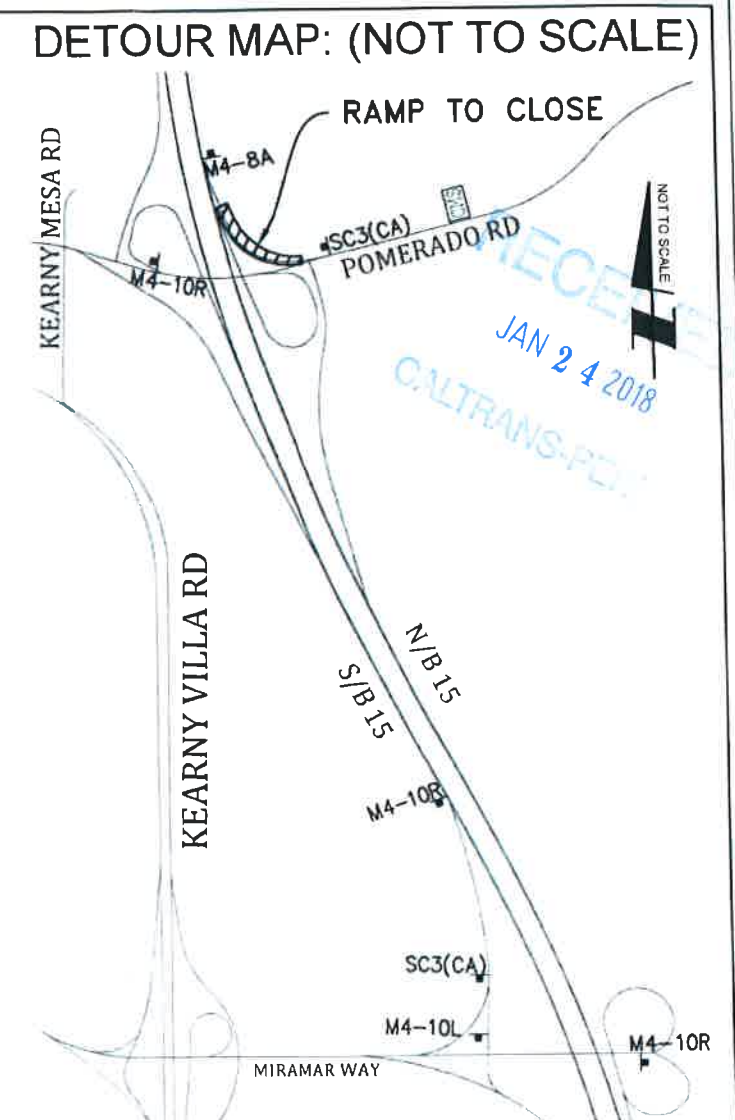 DETOUR MAP: (NOT TO SCALE)
RAMP TO CLOSE
KEARNY MESA RD
M4-8A
SC3(CA)
POMERADO RD
M4-10R
NOT TO SCALE
JAN 24 2018
KEARNY VILLA RD
N/B 15
S/B 15
M4-10R
SC3(CA)
M4-10L
M4-10R
MIRAMAR WAY